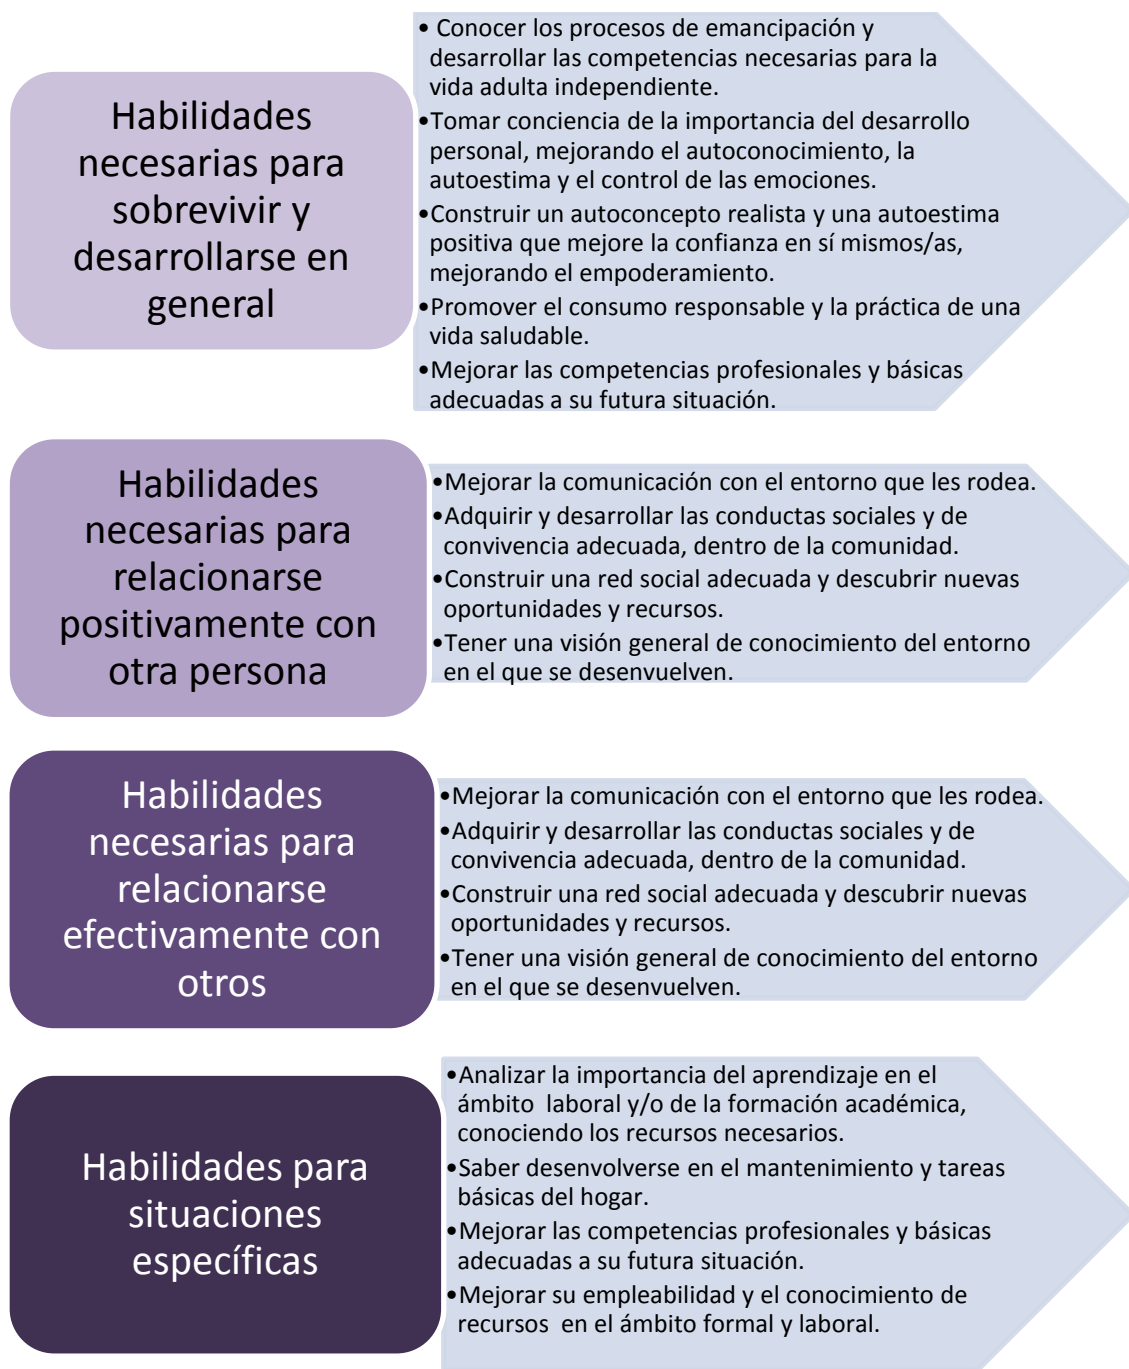 Habilidades
necesarias para
sobrevivir y
desarrollarse en
general
• Conocer los procesos de emancipación y
desarrollar las competencias necesarias para la
vida adulta independiente.
•Tomar conciencia de la importancia del desarrollo
personal, mejorando el autoconocimiento, la
autoestima y el control de las emociones.
•Construir un autoconcepto realista y una autoestima
positiva que mejore la confianza en sí mismos/as,
mejorando el empoderamiento.
•Promover el consumo responsable y la práctica de una
vida saludable.
•Mejorar las competencias profesionales y básicas
adecuadas a su futura situación.
Habilidades
necesarias para
relacionarse
positivamente con
otra persona
•Mejorar la comunicación con el entorno que les rodea.
•Adquirir y desarrollar las conductas sociales y de
convivencia adecuada, dentro de la comunidad.
•Construir una red social adecuada y descubrir nuevas
oportunidades y recursos.
•Tener una visión general de conocimiento del entorno
en el que se desenvuelven.
Habilidades
necesarias para
relacionarse
efectivamente con
otros
•Mejorar la comunicación con el entorno que les rodea.
•Adquirir y desarrollar las conductas sociales y de
convivencia adecuada, dentro de la comunidad.
•Construir una red social adecuada y descubrir nuevas
oportunidades y recursos.
•Tener una visión general de conocimiento del entorno
en el que se desenvuelven.
Habilidades para
situaciones
específicas
•Analizar la importancia del aprendizaje en el
ámbito  laboral y/o de la formación académica,
conociendo los recursos necesarios.
•Saber desenvolverse en el mantenimiento y tareas
básicas del hogar.
•Mejorar las competencias profesionales y básicas
adecuadas a su futura situación.
•Mejorar su empleabilidad y el conocimiento de
recursos  en el ámbito formal y laboral.